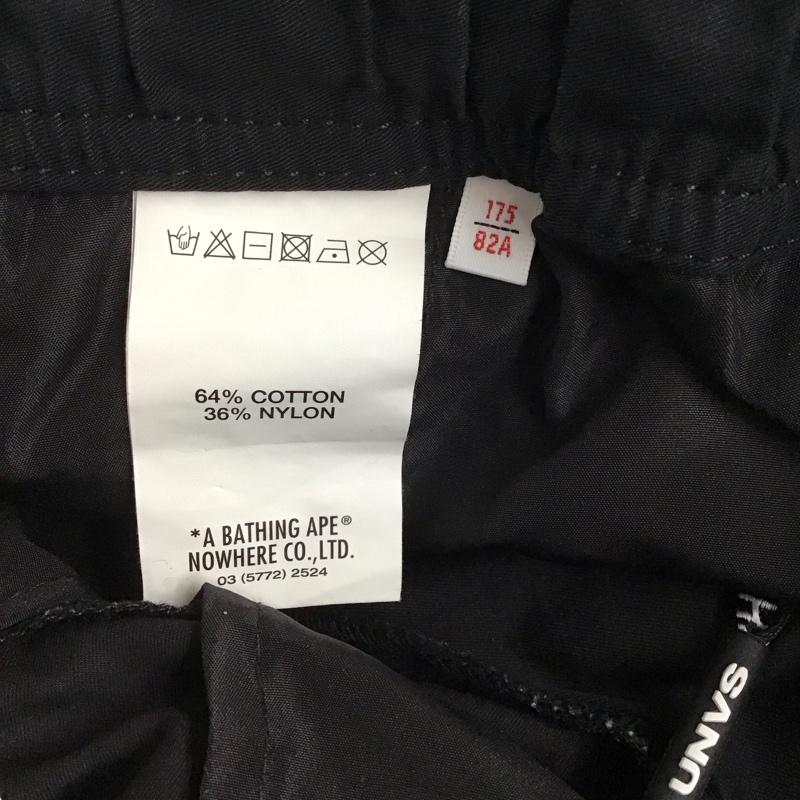 175
82A
64% COTTON
36% NYLON
*A BATHING APE®
NOWHERE CO.,LTD.
03 (5772) 2524
UNVS